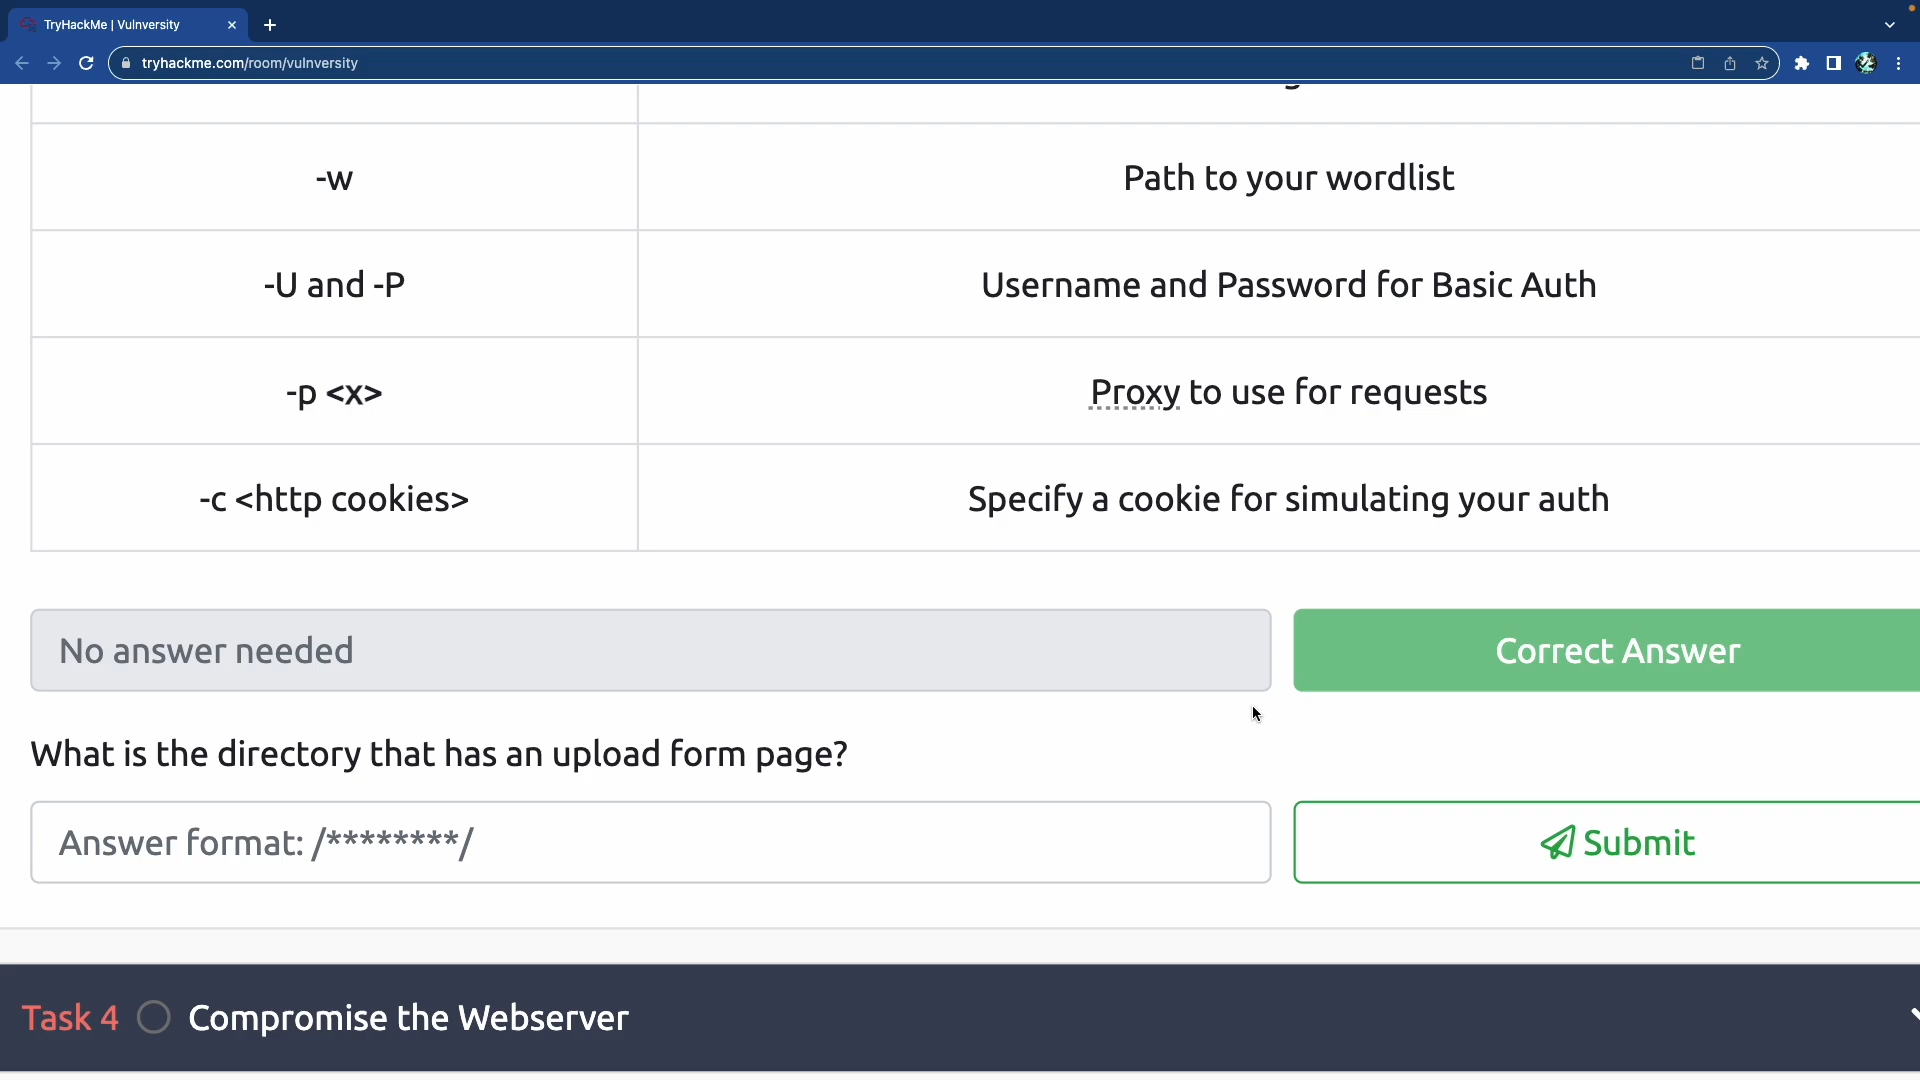 TryHackMe | Vulnversity
tryhackme.com/room/vulnversity
-w
Path to your wordlist
-U and -P
Username and Password for Basic Auth
-p <x>
Proxy to use for requests
-c <http cookies>
Specify a cookie for simulating your auth
No answer needed
Correct Answer
What is the directory that has an upload form page?
Answer format: /********/
Submit
Task 4 Compromise the Webserver